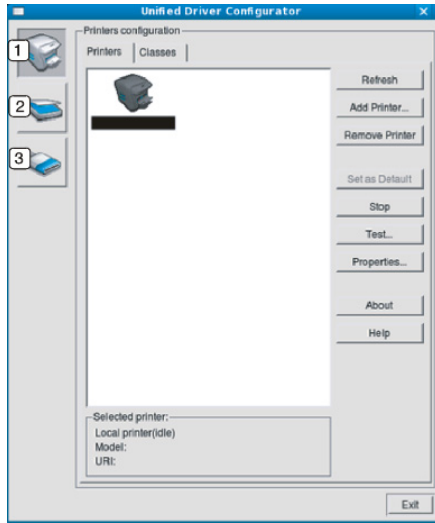 Unified Driver Configurator
Printers configuration
Printers Classes
1
2
3
Refresh
Add Printer...
Remove Printer
Set as Default
Stop
Test...
Properties...
About
Help
Selected printer:
Local printer(idle)
Model:
URI:
Exit